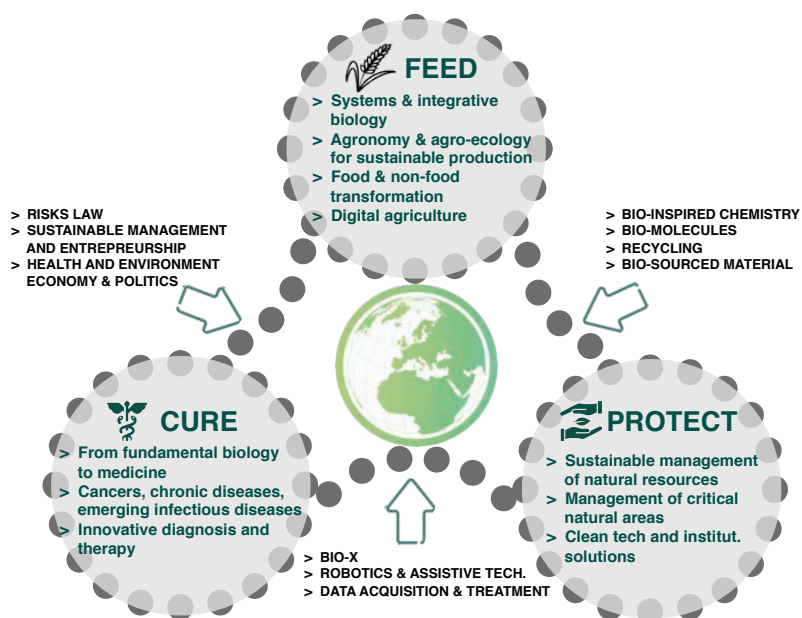 FEED
> Systems & integrative
biology
> Agronomy & agro-ecology
for sustainable production
> Food & non-food
transformation
> Digital agriculture
> RISKS LAW
> SUSTAINABLE MANAGEMENT
AND ENTREPREURSHIP
> HEALTH AND ENVIRONMENT
ECONOMY & POLITICS
> BIO-INSPIRED CHEMISTRY
> BIO-MOLECULES
> RECYCLING
> BIO-SOURCED MATERIAL
CURE
> From fundamental biology
to medicine
> Cancers, chronic diseases,
emerging infectious diseases
> Innovative diagnosis and
therapy
PROTECT
> Sustainable management
of natural resources
> Management of critical
natural areas
> Clean tech and institut.
solutions
> BIO-X
> ROBOTICS & ASSISTIVE TECH.
> DATA ACQUISITION & TREATMENT